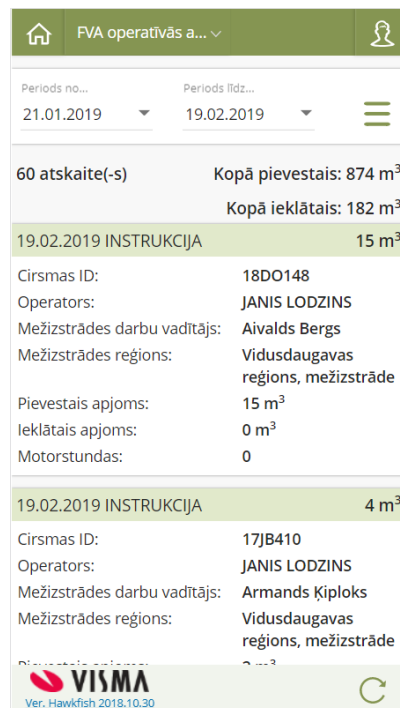 FVA operatīvās a...
Periods no... Periods līdz...
21.01.2019 19.02.2019
60 atskaite(-s) Kopā pievestais: 874 m³
Kopā ieklātais: 182 m³
19.02.2019 INSTRUKCIJA 15 m³
Cirsmas ID: 18DO148
Operators: JANIS LODZINS
Mežizstrādes darbu vadītājs: Aivalds Bergs
Mežizstrādes reģions: Vidusdaugavas
reģions, mežizstrāde
Pievestais apjoms: 15 m³
Ieklātais apjoms: 0 m³
Motorstundas: 0
19.02.2019 INSTRUKCIJA 4 m³
Cirsmas ID: 17JB410
Operators: JANIS LODZINS
Mežizstrādes darbu vadītājs: Armands Ķiploks
Mežizstrādes reģions: Vidusdaugavas
reģions, mežizstrāde
VISMA
Ver. Hawkfish 2018.10.30